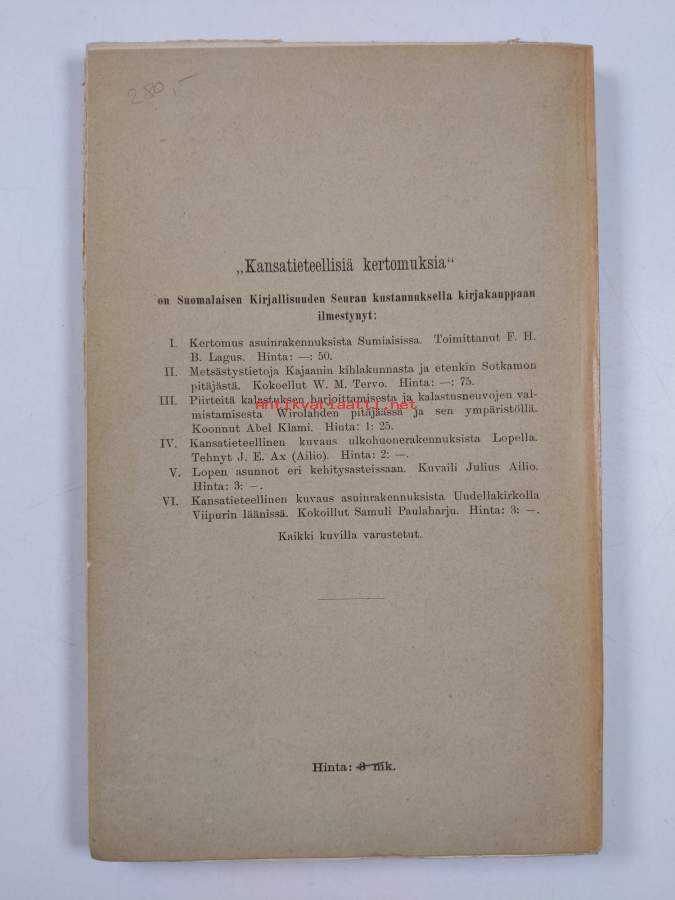 280,-
„Kansatieteellisiä kertomuksia“
on Suomalaisen Kirjallisuuden Seuran kustannuksella kirjakauppaan
ilmestynyt:
I. Kertomus asuinrakennuksista Sumiaisissa. Toimittanut F. H.
B. Lagus. Hinta: —: 50.
II. Metsästystietoja Kajaanin kihlakunnasta ja etenkin Sotkamon
pitäjästä. Kokoellut W. M. Tervo. Hinta: —: 75.
III. Piirteitä kalastuksen harjoittamisesta ja kalastusneuvojen val-
mistamisesta Wirolahden pitäjässä ja sen ympäristöllä.
Antikvariaatti.net
Koonnut Abel Klami. Hinta: 1: 25.
IV. Kansatieteellinen kuvaus ulkohuonerakennuksista Lopella.
Tehnyt J. E. Ax (Ailio). Hinta: 2: —.
V. Lopen asunnot eri kehitysasteissaan. Kuvaili Julius Ailio.
Hinta: 3: —.
VI. Kansatieteellinen kuvaus asuinrakennuksista Uudellakirkolla
Viipurin läänissä. Kokoillut Samuli Paulaharju. Hinta: 3: —.
Kaikki kuvilla varustetut.
Hinta: 3 mk.